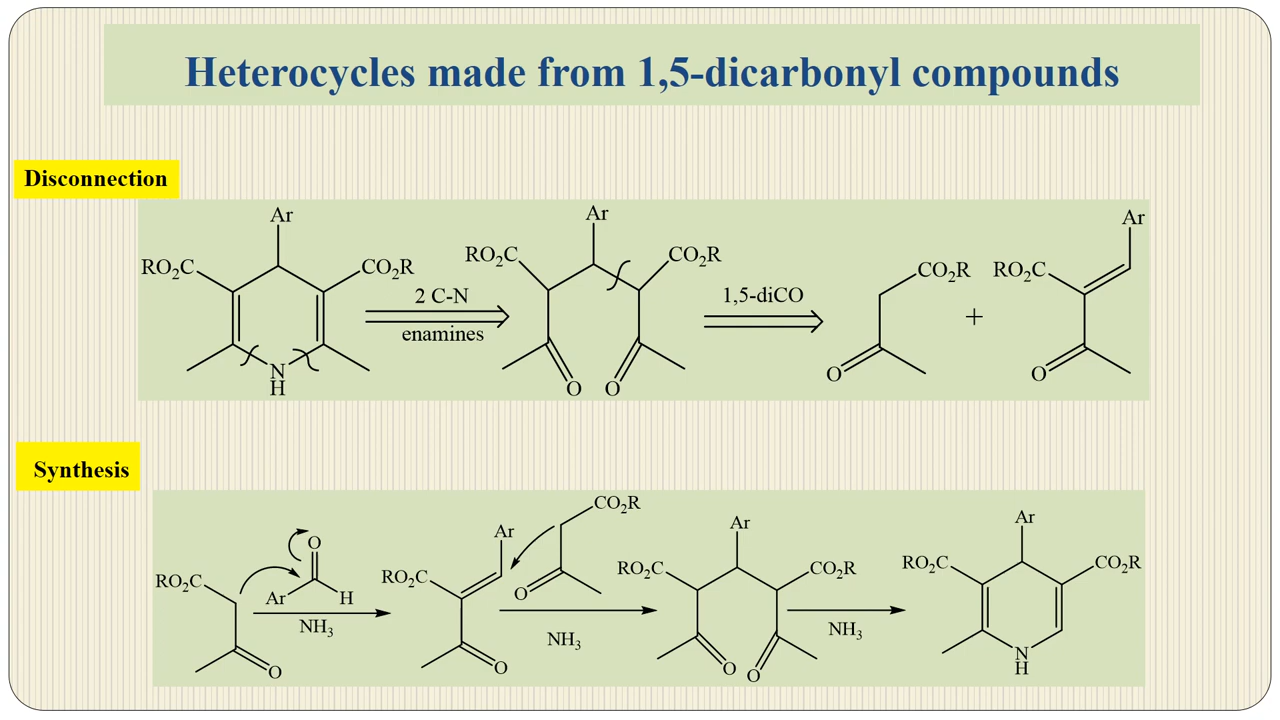 Heterocycles made from 1,5-dicarbonyl compounds
Disconnection
Ar
RO₂C
CO₂R
N
H
2 C-N
enamines
Ar
RO₂C
CO₂R
O
O
1,5-diCO
CO₂R
O
+
Ar
RO₂C
O
Synthesis
RO₂C
O
O
Ar
H
NH₃
Ar
RO₂C
O
CO₂R
O
NH₃
Ar
RO₂C
CO₂R
O
O
NH₃
Ar
RO₂C
CO₂R
N
H